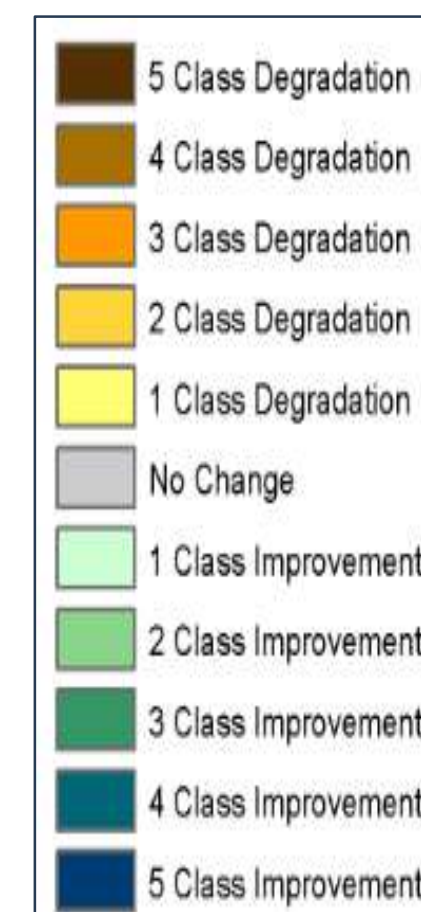 5 Class Degradation
4 Class Degradation
3 Class Degradation
2 Class Degradation
1 Class Degradation
No Change
1 Class Improvement
2 Class Improvement
3 Class Improvement
4 Class Improvement
5 Class Improvement